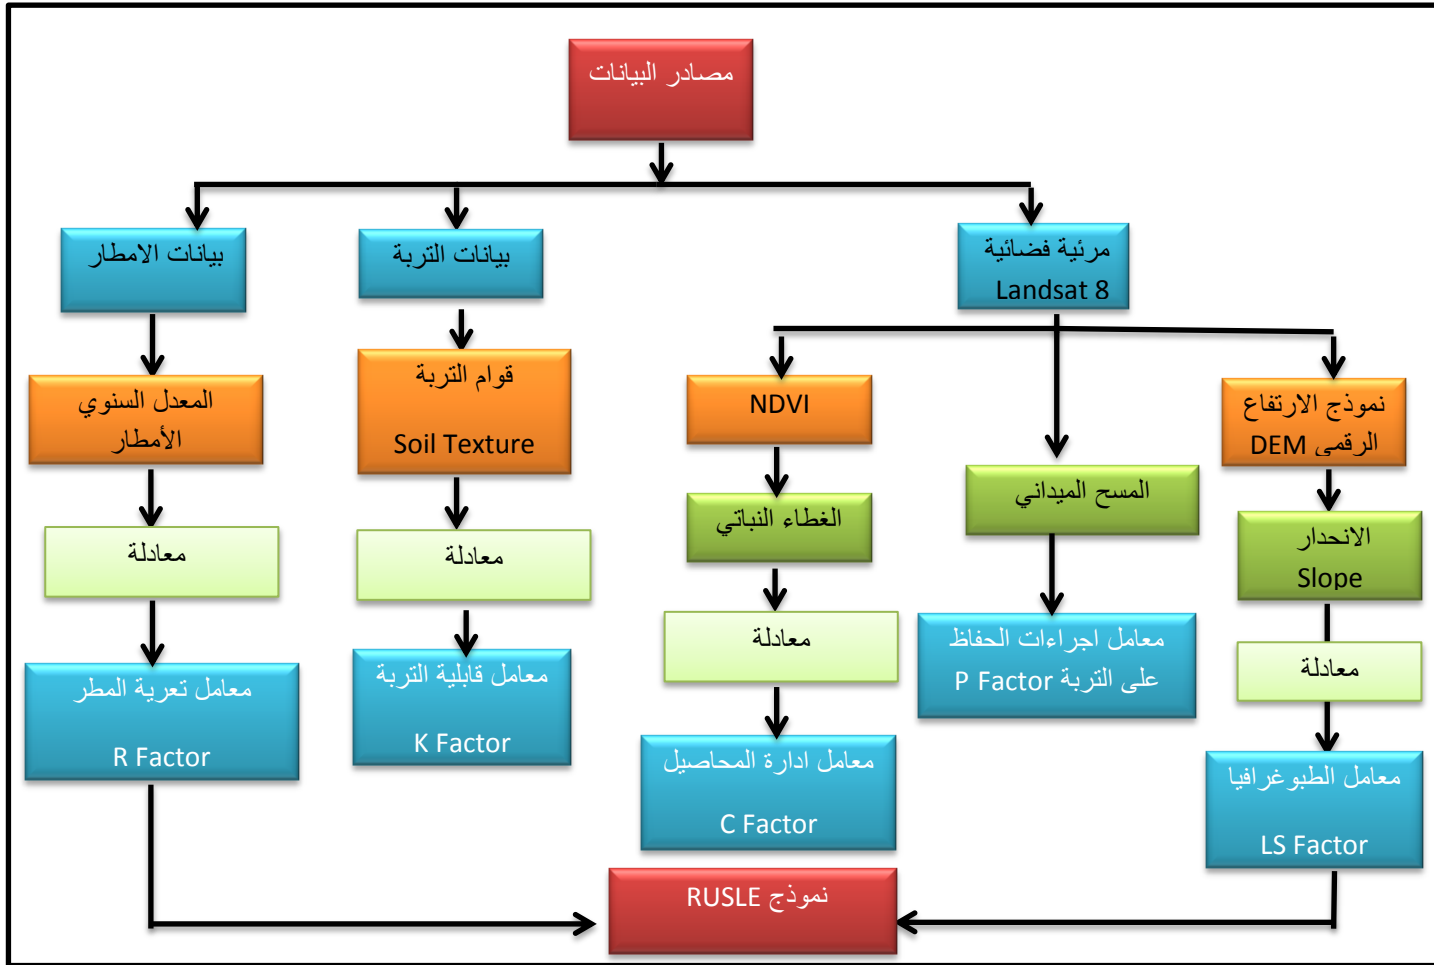 مصادر البيانات
بيانات الامطار
بيانات التربة
مرئية فضائية
Landsat 8
المعدل السنوي
الأمطار
قوام التربة
Soil Texture
NDVI
نموذج الارتفاع
الرقمي DEM
المسح الميداني
الغطاء النباتي
الانحدار
Slope
معادلة
معادلة
معادلة
معادلة
معامل تعرية المطر
R Factor
معامل قابلية التربة
K Factor
معامل ادارة المحاصيل
C Factor
معامل اجراءات الحفاظ
على التربة P Factor
معامل الطبوغرافيا
LS Factor
نموذج RUSLE